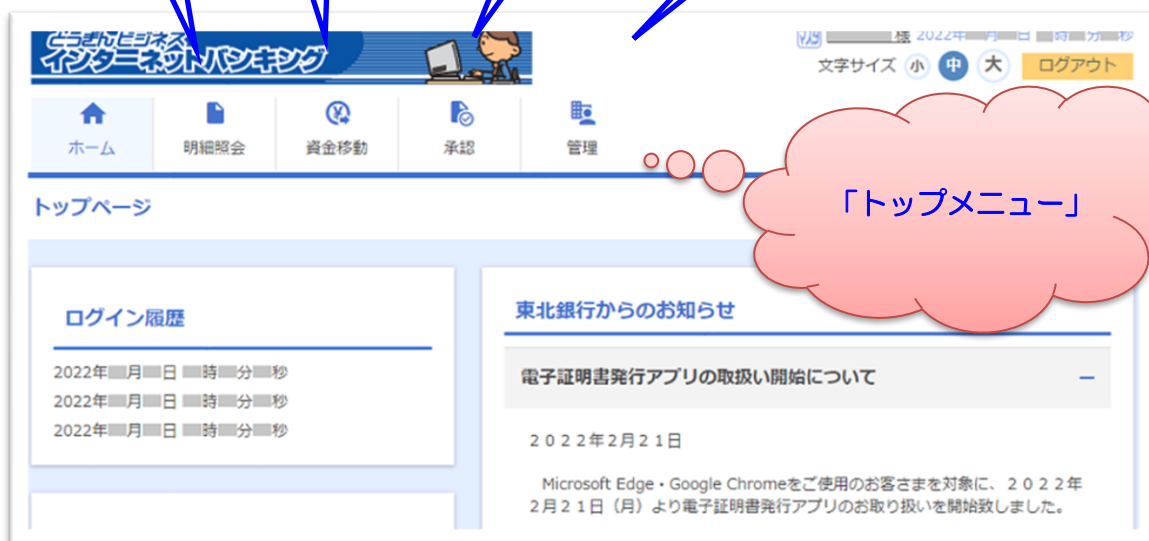 とうぎんビジネス
インターネットバンキング
様 2022年 月 日 時 分 秒
文字サイズ 小 中 大 ログアウト
ホーム 明細照会 資金移動 承認 管理
トップページ
「トップメニュー」
ログイン履歴
2022年 月 日 時 分 秒
2022年 月 日 時 分 秒
2022年 月 日 時 分 秒
東北銀行からのお知らせ
電子証明書発行アプリの取扱い開始について
2022年2月21日
Microsoft Edge・Google Chromeをご使用のお客さまを対象に、2022年
2月21日(月)より電子証明書発行アプリのお取り扱いを開始致しました。